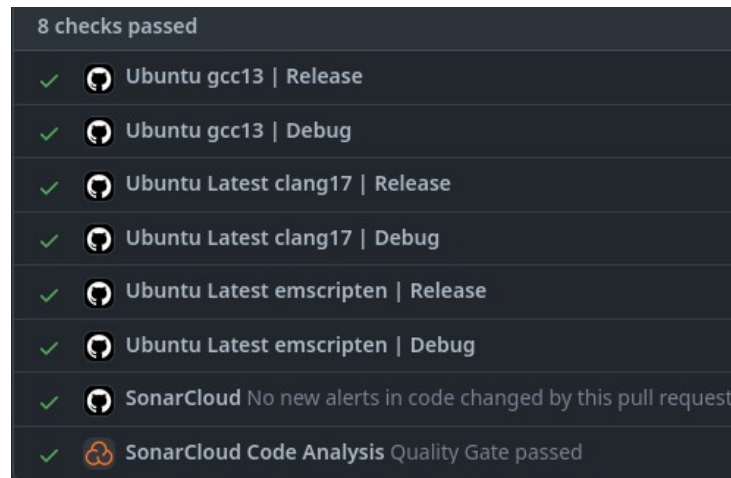 8 checks passed
Ubuntu gcc13 | Release
Ubuntu gcc13 | Debug
Ubuntu Latest clang17 | Release
Ubuntu Latest clang17 | Debug
Ubuntu Latest emscripten | Release
Ubuntu Latest emscripten | Debug
SonarCloud No new alerts in code changed by this pull request
SonarCloud Code Analysis Quality Gate passed